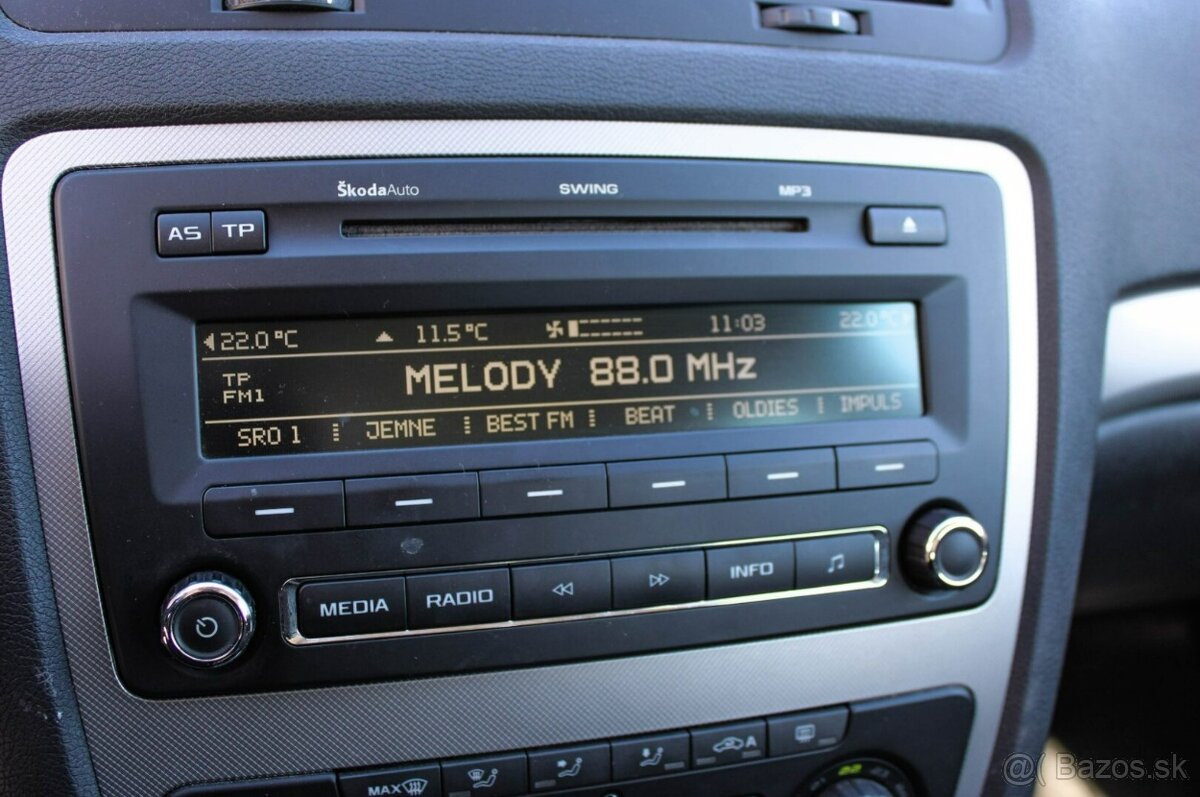 ŠkodaAuto SWING MP3
AS TP
22.0 °C 11.5°C 11:03 22.0°C
TP
FM1
MELODY 88.0 MHz
SRO 1 JEMNE BEST FM BEAT OLDIES IMPULS
MEDIA RADIO INFO
MAX A
22
@( Bazos.sk